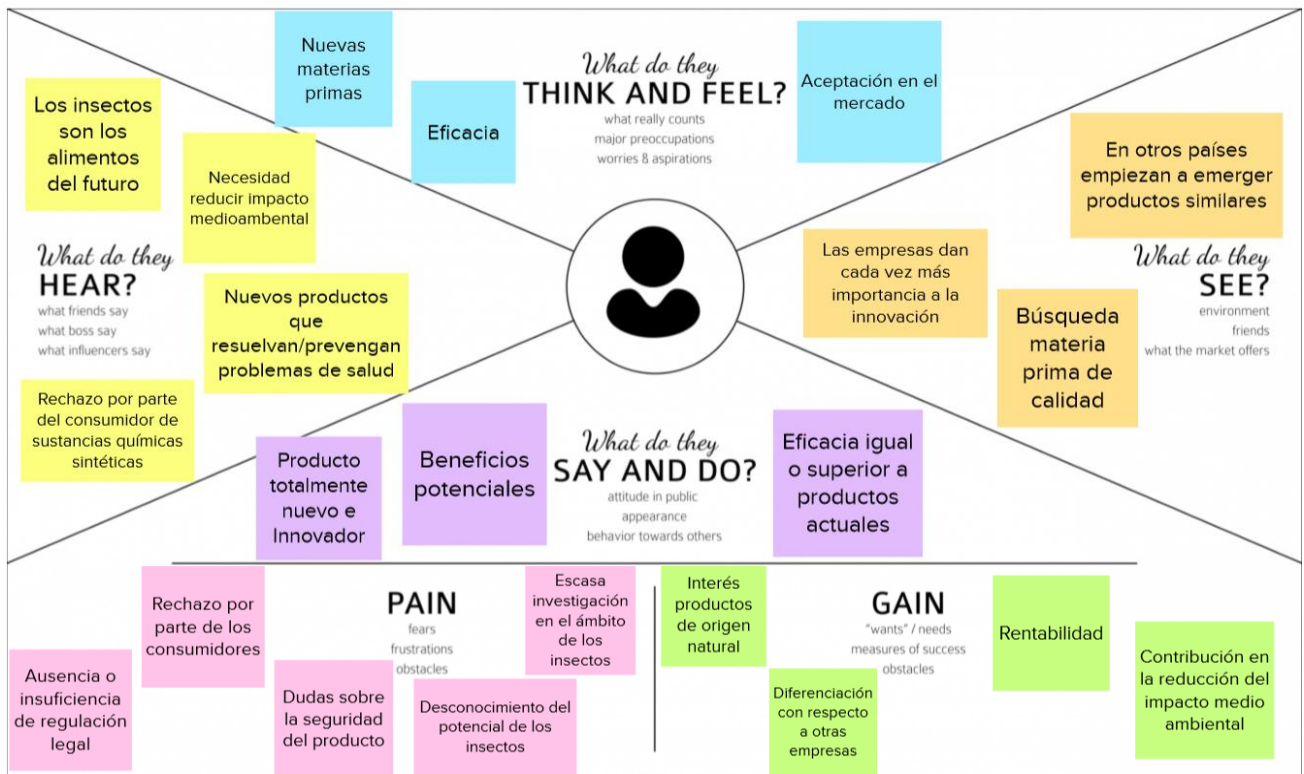 Nuevas
materias
primas
Eficacia
What do they
THINK AND FEEL?
what really counts
major preoccupations
worries & aspirations
Aceptación en el
mercado
Los insectos
son los
alimentos
del futuro
Necesidad
reducir impacto
medioambental
What do they
HEAR?
what friends say
what boss say
what influencers say
Nuevos productos
que
resuelvan/prevengan
problemas de salud
Rechazo por parte
del consumidor de
sustancias químicas
sintéticas
En otros países
empiezan a emerger
productos similares
Las empresas dan
cada vez más
importancia a la
innovación
Búsqueda
materia
prima de
calidad
What do they
SEE?
environment
friends
what the market offers
Producto
totalmente
nuevo e
Innovador
Beneficios
potenciales
What do they
SAY AND DO?
attitude in public
appearance
behavior towards others
Eficacia igual
o superior a
productos
actuales
Ausencia o
insuficiencia
de regulación
legal
Rechazo por
parte de los
consumidores
Dudas sobre
la seguridad
del producto
PAIN
fears
frustrations
obstacles
Desconocimiento del
potencial de los
insectos
Escasa
investigación
en el ámbito
de los
insectos
Interés
productos
de origen
natural
Diferenciación
con respecto
a otras
empresas
GAIN
"wants" / needs
measures of success
obstacles
Rentabilidad
Contribución en
la reducción del
impacto medio
ambiental